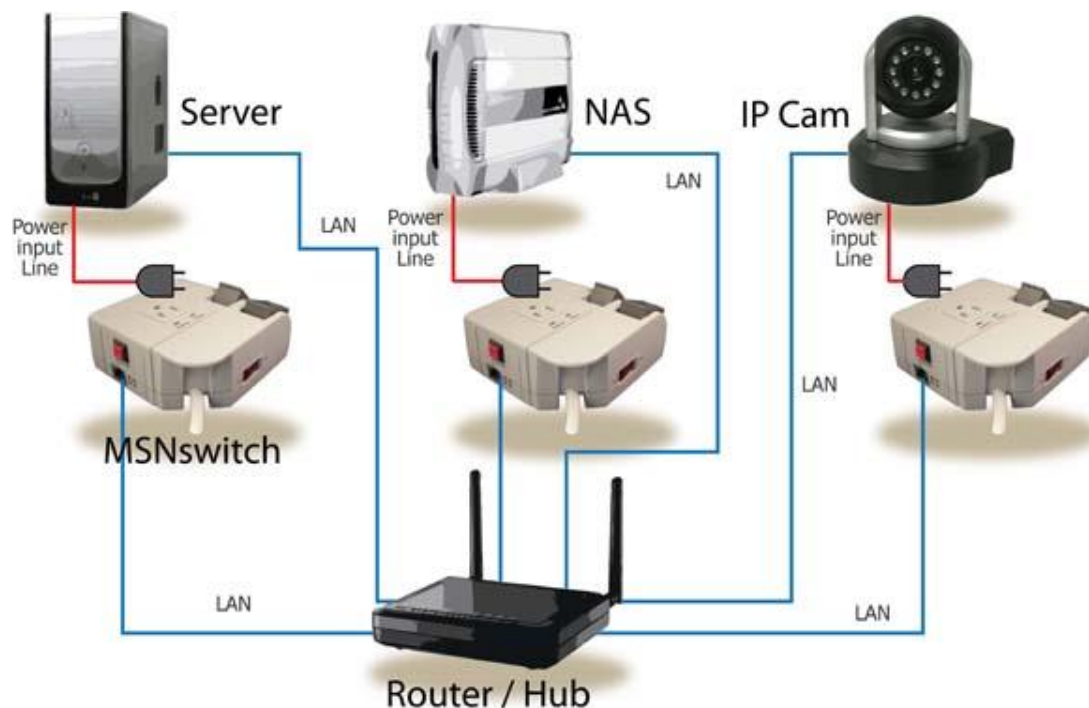 Server
NAS
IP Cam
LAN
LAN
Power
input
Line
Power
input
Line
Power
input
Line
LAN
MSNswitch
LAN
LAN
Router / Hub